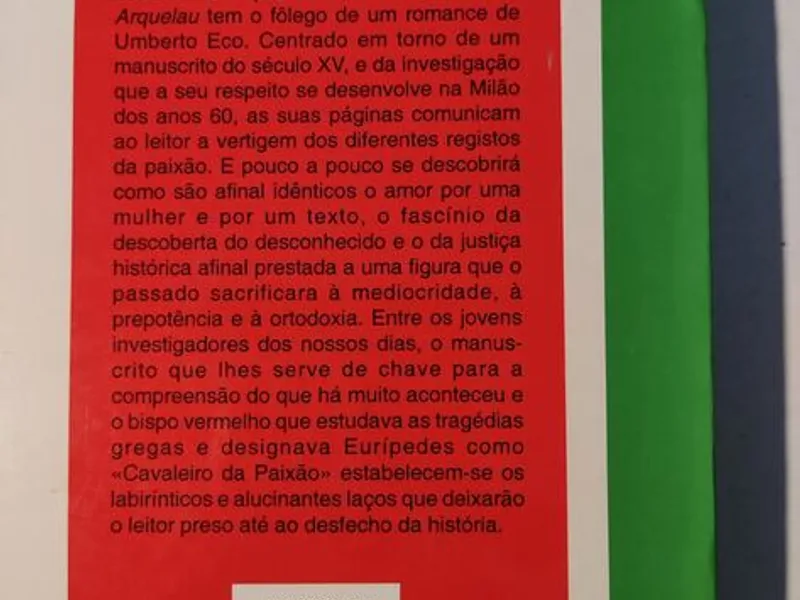 Arquelau tem o fôlego de um romance de
Umberto Eco. Centrado em torno de um
manuscrito do século XV, e da investigação
que a seu respeito se desenvolve na Milão
dos anos 60, as suas páginas comunicam
ao leitor a vertigem dos diferentes registos
da paixão. E pouco a pouco se descobrirá
como são afinal idênticos o amor por uma
mulher e por um texto, o fascínio da
descoberta do desconhecido e o da justiça
histórica afinal prestada a uma figura que o
passado sacrificara à mediocridade, à
prepotência e à ortodoxia. Entre os jovens
investigadores dos nossos dias, o manus-
crito que lhes serve de chave para a
compreensão do que há muito aconteceu e
o bispo vermelho que estudava as tragédias
gregas e designava Eurípedes como
«Cavaleiro da Paixão» estabelecem-se os
labirínticos e alucinantes laços que deixarão
o leitor preso até ao desfecho da história.